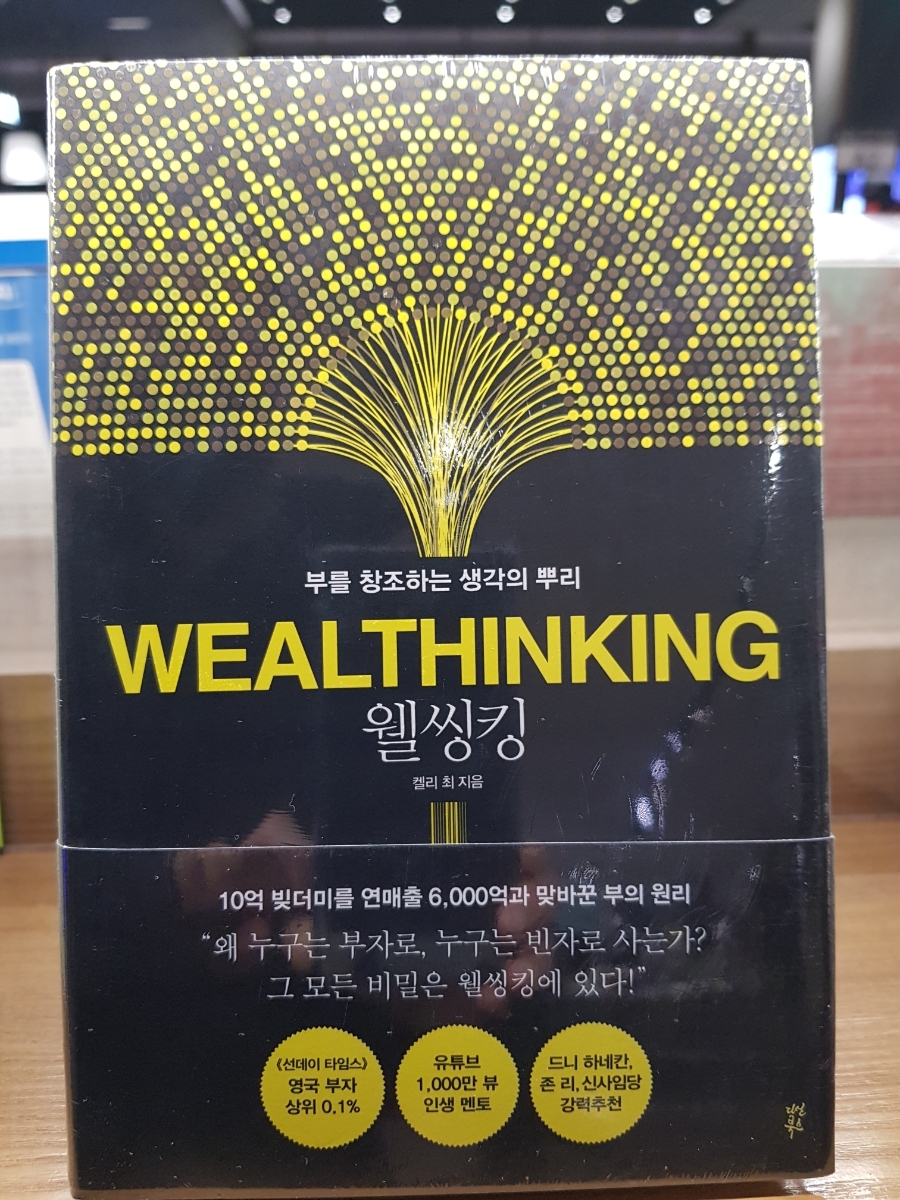 부를 창조하는 생각의 뿌리
WEALTHINKING
웰씽킹
켈리 최 지음
10억 빚더미를 연매출 6,000억과 맞바꾼 부의 원리
“왜 누구는 부자로, 누구는 빈자로 사는가?
그 모든 비밀은 웰씽킹에 있다!”
《선데이 타임스》
영국 부자
상위 0.1%
유튜브
1,000만 뷰
인생 멘토
드니 하네칸,
존 리, 신사임당
강력추천
다산
북스